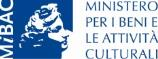 MiBAC
MINISTERO
PER I BENI E
LE ATTIVITÀ
CULTURALI